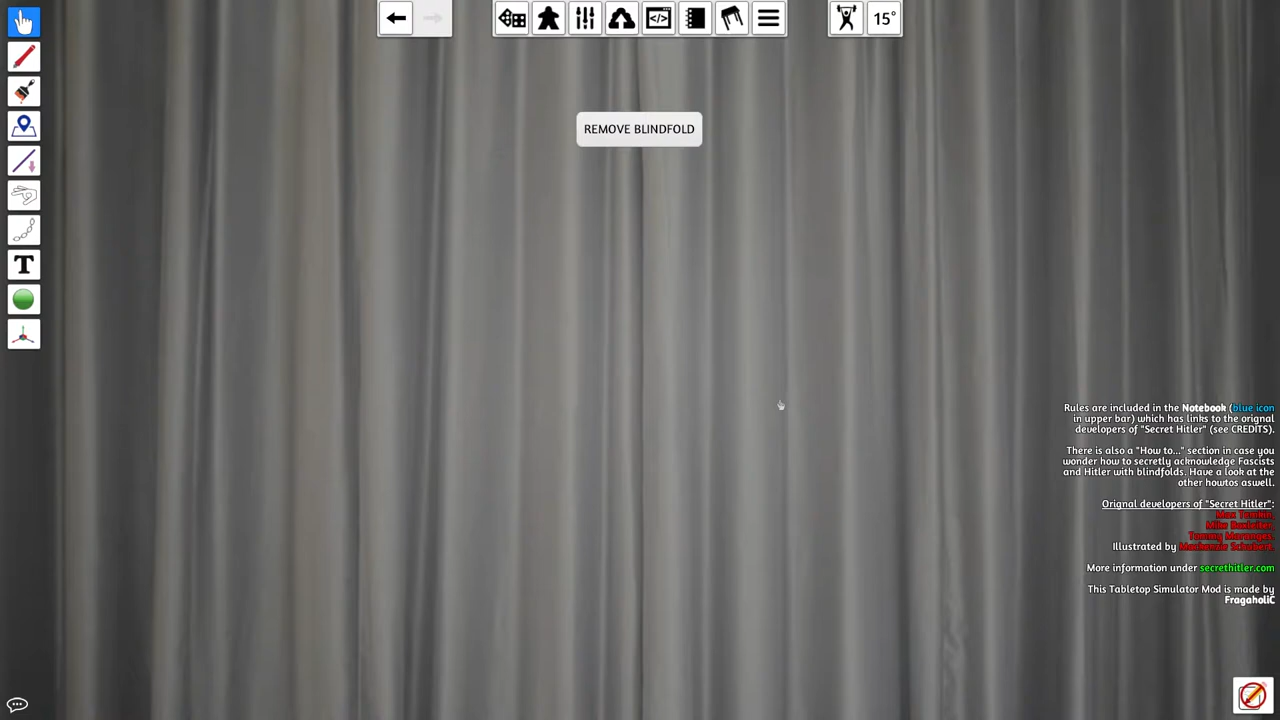 15°
REMOVE BLINDFOLD
T
Rules are included in the Notebook (blue icon
in upper bar) which has links to the orignal
developers of "Secret Hitler" (see CREDITS).
There is also a "How to..." section in case you
wonder how to secretly acknowledge Fascists
and Hitler with blindfolds. Have a look at the
other howtos aswell.
Orignal developers of "Secret Hitler":
Max Temkin,
Mike Boxleiter,
Tommy Maranges,
Illustrated by Mackenzie Schubert.
More information under secrethitler.com
This Tabletop Simulator Mod is made by
FragaholiC